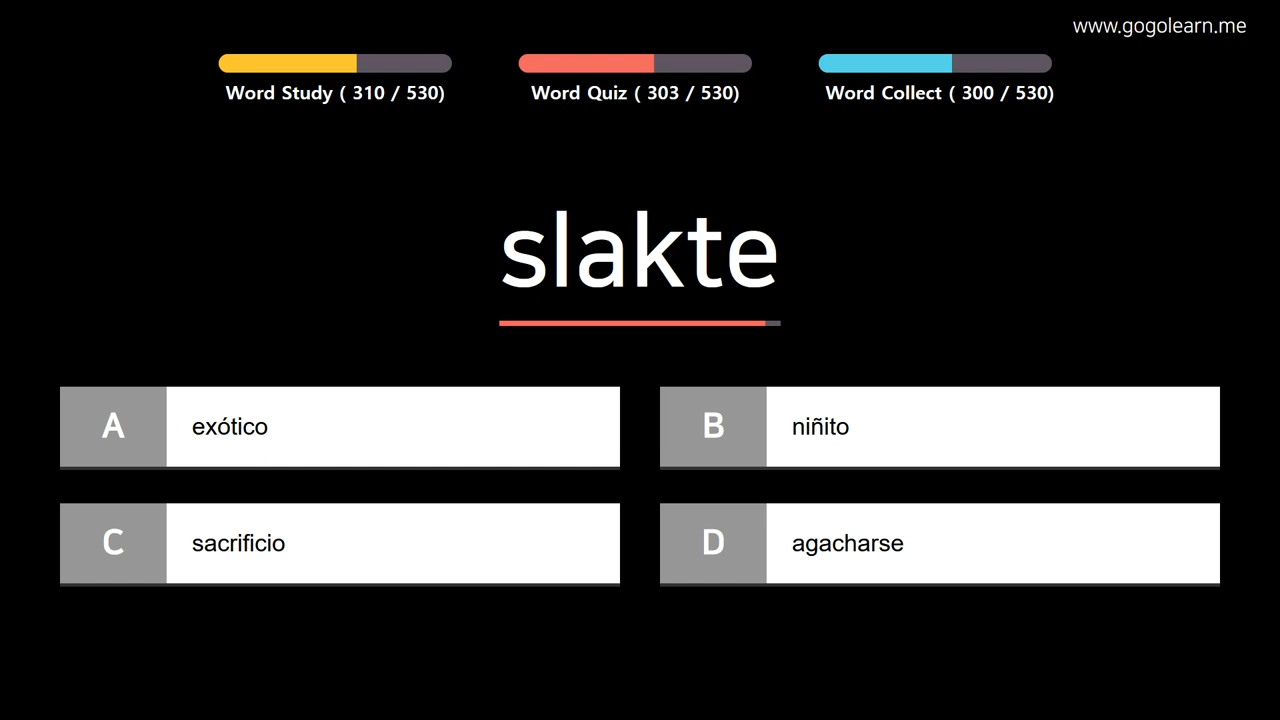 www.gogolearn.me
Word Study ( 310 / 530)
Word Quiz ( 303 / 530)
Word Collect ( 300 / 530)
slakte
A exótico
B niñito
C sacrificio
D agacharse